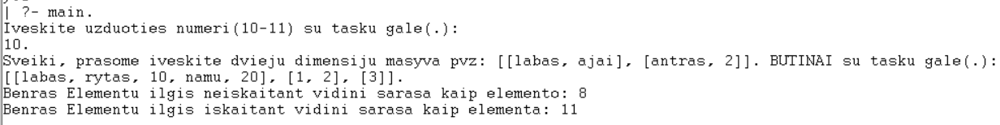 | ?- main.
Iveskite uzduoties numeri(10-11) su tasku gale(.):
10.
Sveiki, prasome iveskite dvieju dimensiju masyva pvz: [[labas, ajai], [antras, 2]]. BUTINAI su tasku gale(.):
[[labas, rytas, 10, namu, 20], [1, 2], [3]].
Benras Elementu ilgis neiskaitant vidini sarasa kaip elemento: 8
Benras Elementu ilgis iskaitant vidini sarasa kaip elementa: 11